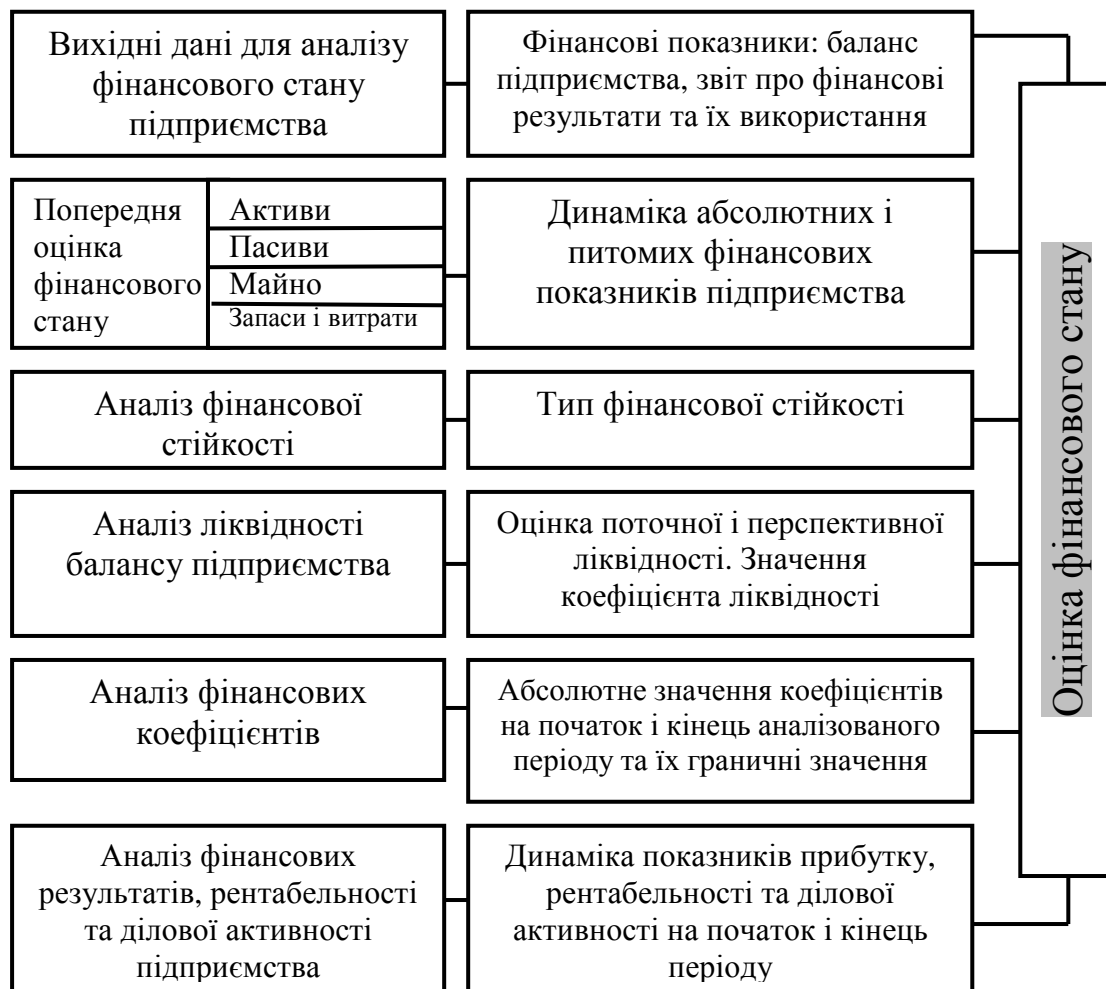 Вихідні дані для аналізу
фінансового стану
підприємства
Фінансові показники: баланс
підприємства, звіт про фінансові
результати та їх використання
Попередня
оцінка
фінансового
стану
Активи
Пасиви
Майно
Запаси і витрати
Динаміка абсолютних і
питомих фінансових
показників підприємства
Аналіз фінансової
стійкості
Тип фінансової стійкості
Аналіз ліквідності
балансу підприємства
Оцінка поточної і перспективної
ліквідності. Значення
коефіцієнта ліквідності
Аналіз фінансових
коефіцієнтів
Абсолютне значення коефіцієнтів
на початок і кінець аналізованого
періоду та їх граничні значення
Аналіз фінансових
результатів, рентабельності
та ділової активності
підприємства
Динаміка показників прибутку,
рентабельності та ділової
активності на початок і кінець
періоду
Оцінка фінансового стану